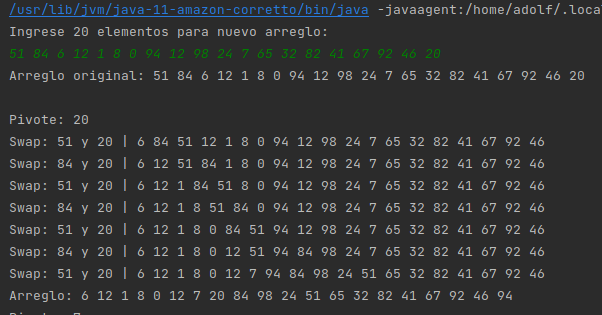 /usr/lib/jvm/java-11-amazon-corretto/bin/java -javaagent:/home/adolf/.loca
Ingrese 20 elementos para nuevo arreglo:
51 84 6 12 1 8 0 94 12 98 24 7 65 32 82 41 67 92 46 20
Arreglo original: 51 84 6 12 1 8 0 94 12 98 24 7 65 32 82 41 67 92 46 20
Pivote: 20
Swap: 51 y 20 | 6 84 51 12 1 8 0 94 12 98 24 7 65 32 82 41 67 92 46
Swap: 84 y 20 | 6 12 51 84 1 8 0 94 12 98 24 7 65 32 82 41 67 92 46
Swap: 51 y 20 | 6 12 1 84 51 8 0 94 12 98 24 7 65 32 82 41 67 92 46
Swap: 84 y 20 | 6 12 1 8 51 84 0 94 12 98 24 7 65 32 82 41 67 92 46
Swap: 51 y 20 | 6 12 1 8 0 84 51 94 12 98 24 7 65 32 82 41 67 92 46
Swap: 84 y 20 | 6 12 1 8 0 12 51 94 84 98 24 7 65 32 82 41 67 92 46
Swap: 51 y 20 | 6 12 1 8 0 12 7 94 84 98 24 51 65 32 82 41 67 92 46
Arreglo: 6 12 1 8 0 12 7 20 84 98 24 51 65 32 82 41 67 92 46 94